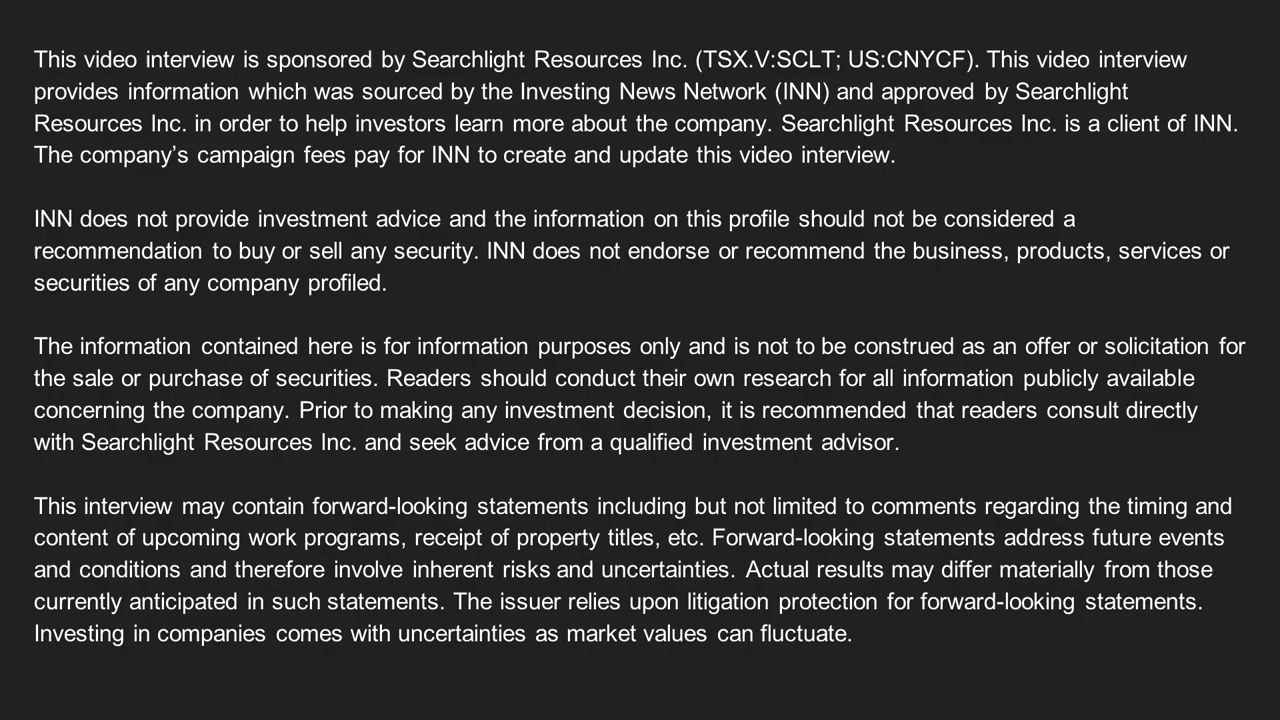 This video interview is sponsored by Searchlight Resources Inc. (TSX.V:SCLT; US:CNYCF). This video interview
provides information which was sourced by the Investing News Network (INN) and approved by Searchlight
Resources Inc. in order to help investors learn more about the company. Searchlight Resources Inc. is a client of INN.
The company’s campaign fees pay for INN to create and update this video interview.
INN does not provide investment advice and the information on this profile should not be considered a
recommendation to buy or sell any security. INN does not endorse or recommend the business, products, services or
securities of any company profiled.
The information contained here is for information purposes only and is not to be construed as an offer or solicitation for
the sale or purchase of securities. Readers should conduct their own research for all information publicly available
concerning the company. Prior to making any investment decision, it is recommended that readers consult directly
with Searchlight Resources Inc. and seek advice from a qualified investment advisor.
This interview may contain forward-looking statements including but not limited to comments regarding the timing and
content of upcoming work programs, receipt of property titles, etc. Forward-looking statements address future events
and conditions and therefore involve inherent risks and uncertainties. Actual results may differ materially from those
currently anticipated in such statements. The issuer relies upon litigation protection for forward-looking statements.
Investing in companies comes with uncertainties as market values can fluctuate.